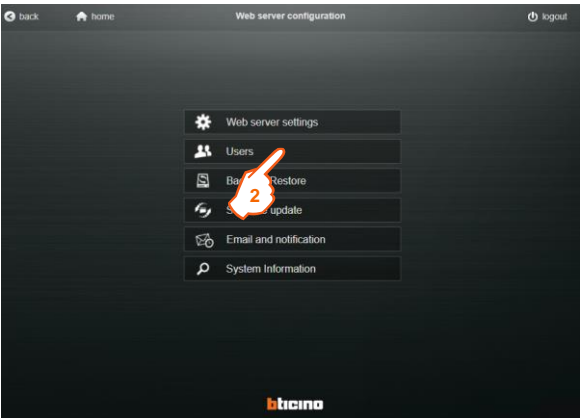 back home Web server configuration logout
Web server settings
Users
Restore
2
update
Email and notification
System Information
bticino